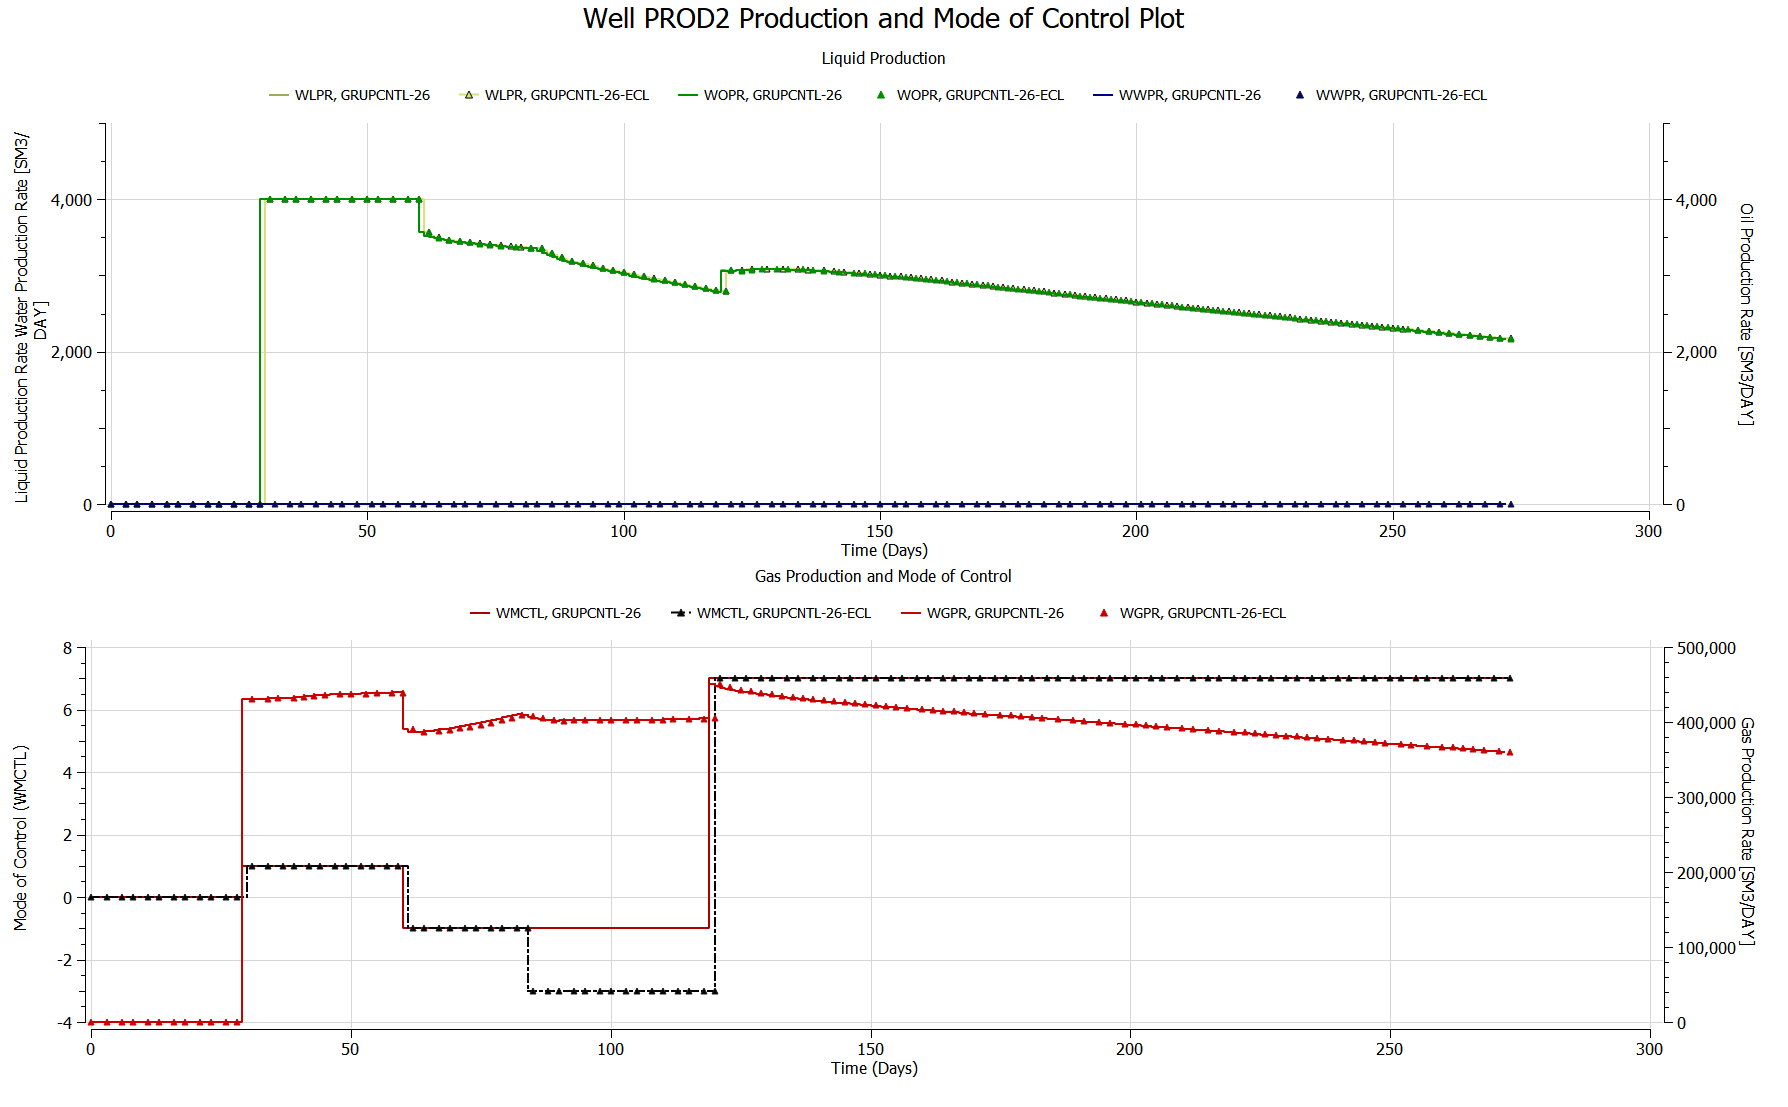 Well PROD2 Production and Mode of Control Plot
Liquid Production
WLPR, GRUPCNTL-26 WLPR, GRUPCNTL-26-ECL WOPR, GRUPCNTL-26 WOPR, GRUPCNTL-26-ECL WWPR, GRUPCNTL-26 WWPR, GRUPCNTL-26-ECL
Liquid Production Rate Water Production Rate [SM3/
DAY]
4,000
2,000
0
4,000
2,000
0
Oil Production Rate [SM3/DAY]
0 50 100 150 200 250 300
Time (Days)
Gas Production and Mode of Control
WMCTL, GRUPCNTL-26 WMCTL, GRUPCNTL-26-ECL WGPR, GRUPCNTL-26 WGPR, GRUPCNTL-26-ECL
Mode of Control (WMCTL)
8
6
4
2
0
-2
-4
500,000
400,000
300,000
200,000
100,000
0
Gas Production Rate [SM3/DAY]
0 50 100 150 200 250 300
Time (Days)